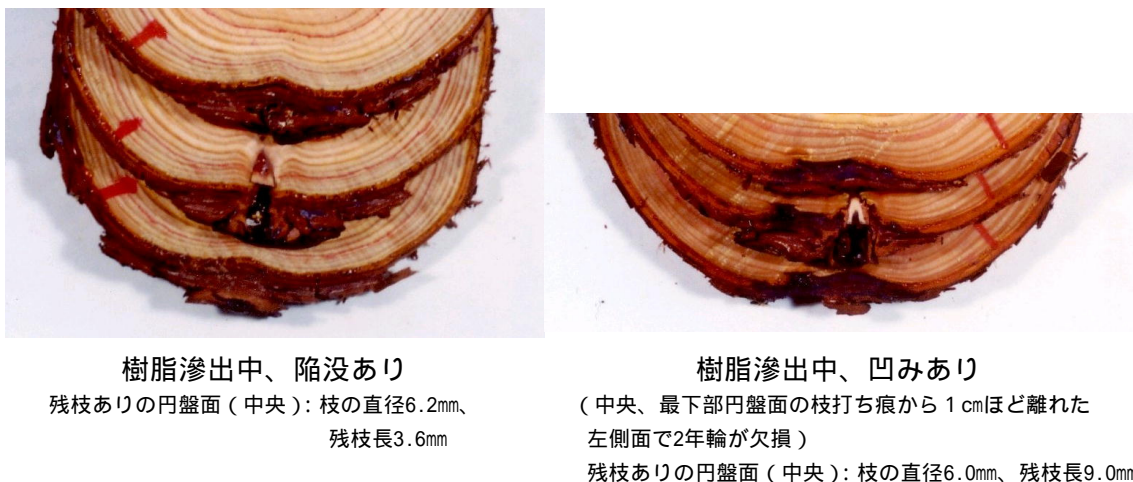 樹脂滲出中、陥没あり
残枝ありの円盤面（中央）：枝の直径6.2㎜、
残枝長3.6㎜
樹脂滲出中、凹みあり
（中央、最下部円盤面の枝打ち痕から１㎝ほど離れた
左側面で2年輪が欠損）
残枝ありの円盤面（中央）：枝の直径6.0㎜、残枝長9.0㎜